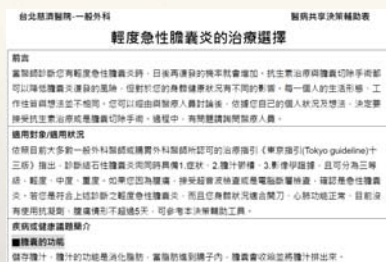 台北慈濟醫院-一般外科
醫病共享決策輔助表
輕度急性膽囊炎的治療選擇
前言
當醫師診斷您有輕度急性膽囊炎時，日後再復發的機率就會增加。抗生素治療與膽囊切除手術都
可以降低膽囊炎復發的風險，但對於您的身體健康狀況有不同的影響。每一個人的生活形態、工
作性質與想法並不相同，您可以經由與醫療人員討論後，依據您自己的個人狀況及想法，決定要
接受抗生素治療或是膽囊切除手術。過程中，有問題請詢問醫療人員。
適用對象/適用狀況
依照目前大多數一般外科醫師或腸胃外科醫師所認可的治療指引《東京指引(Tokyo guideline)十
三版》指出，診斷結石性膽囊炎需同時具備1.症狀、2.膽汁鬱積、3.影像學證據，且可分為三等
級，輕度、中度、重度。如果您因為腹痛，接受超音波檢查或是電腦斷層檢查，確認是急性膽囊
炎，若您是符合上述診斷之輕度急性膽囊炎，而且您身體狀況適合開刀、心肺功能正常、目前沒
有使用抗凝劑、腹痛情形不超過5天，可參考本決策輔助工具。
疾病或健康議題簡介
■膽囊的功能
儲存膽汁，膽汁的功能是消化脂肪，當脂肪進到腸子內，膽囊會收縮並將膽汁排出來。